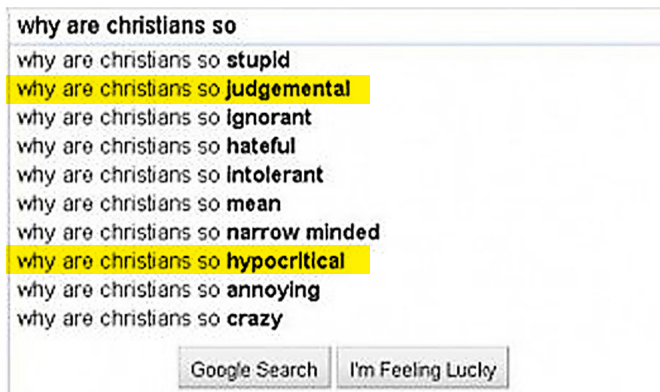 why are christians so
why are christians so stupid
why are christians so judgemental
why are christians so ignorant
why are christians so hateful
why are christians so intolerant
why are christians so mean
why are christians so narrow minded
why are christians so hypocritical
why are christians so annoying
why are christians so crazy
Google Search I'm Feeling Lucky